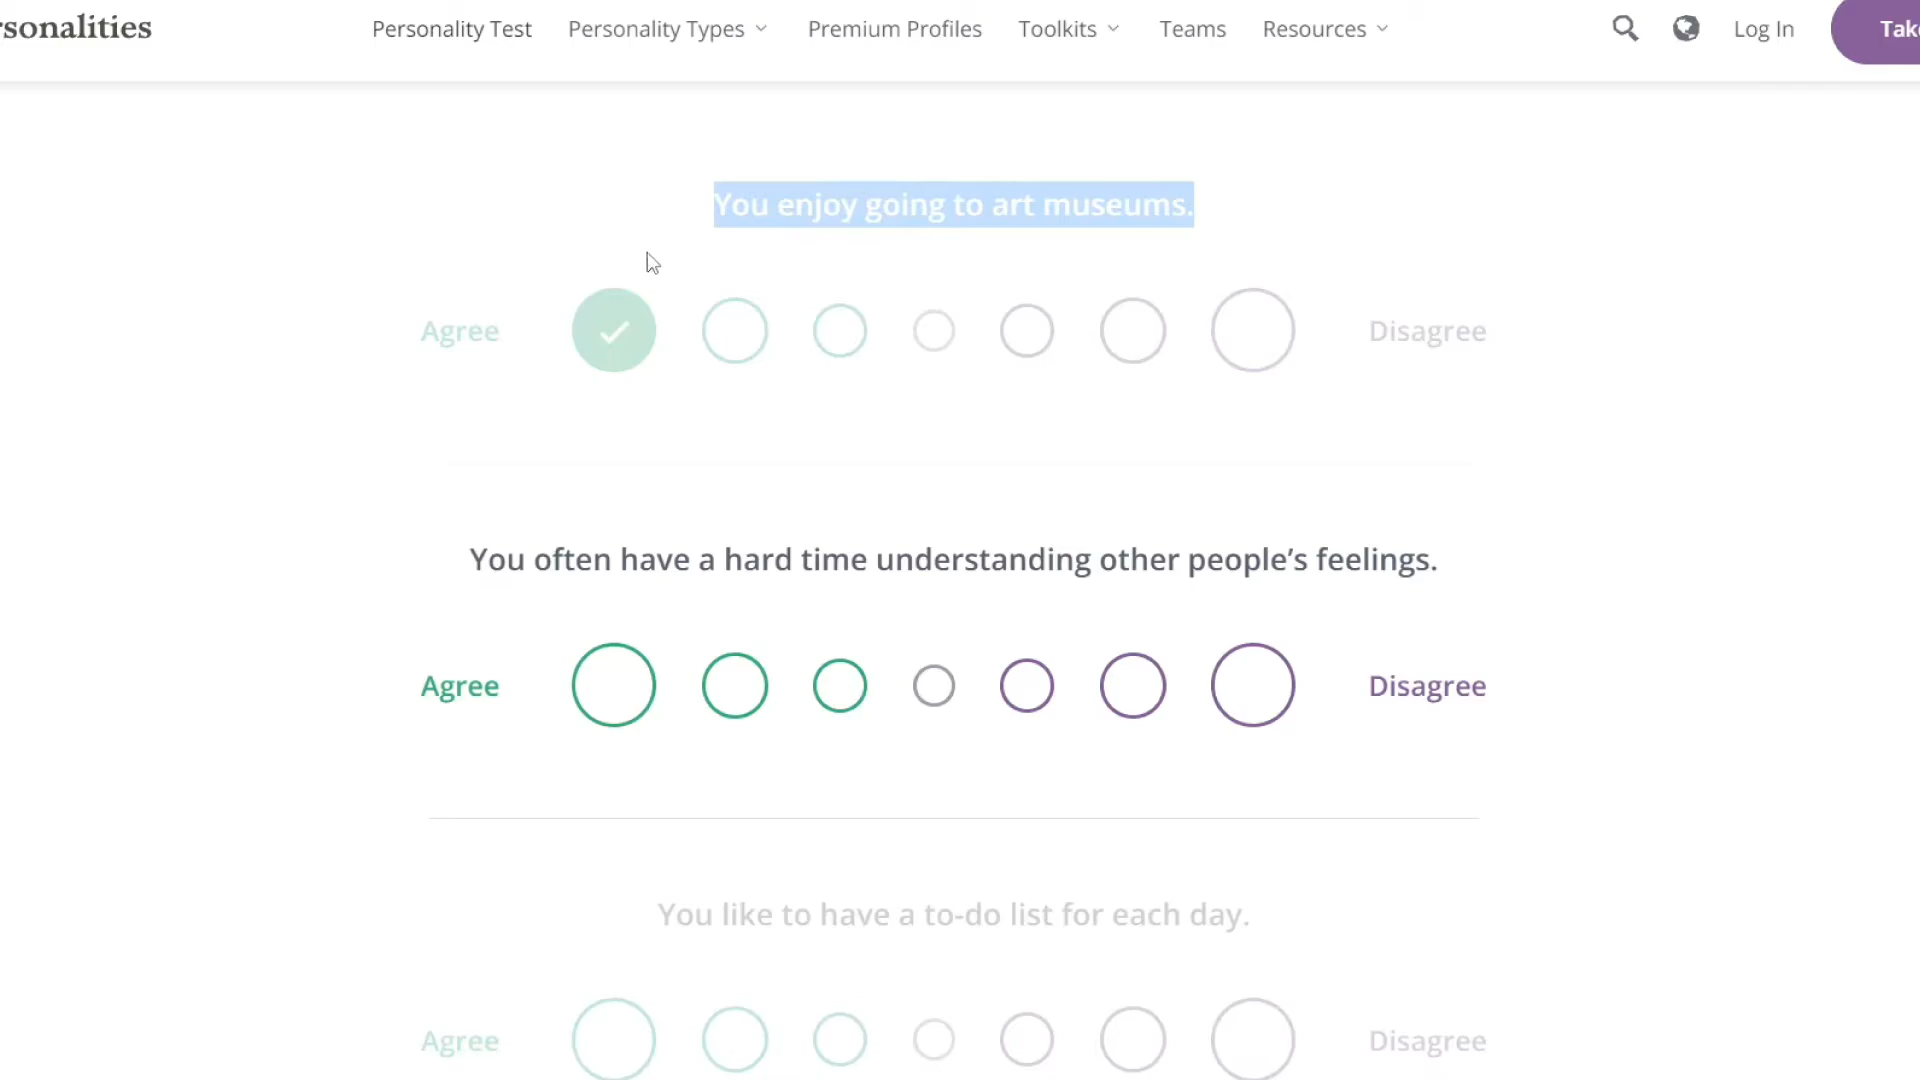 rsonalities
Personality Test Personality Types Premium Profiles Toolkits Teams Resources Log In Tak
You enjoy going to art museums.
Agree Disagree
You often have a hard time understanding other people’s feelings.
Agree Disagree
You like to have a to-do list for each day.
Agree Disagree